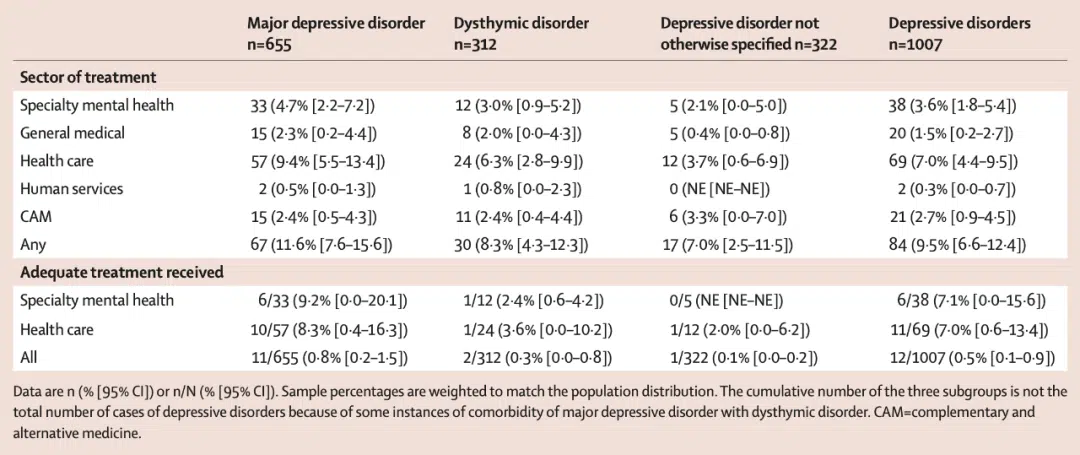 Major depressive disorder n=655 Dysthymic disorder n=312 Depressive disorder not otherwise specified n=322 Depressive disorders n=1007
Sector of treatment
Specialty mental health 33 (4·7% [2·2–7·2]) 12 (3·0% [0·9–5·2]) 5 (2·1% [0·0–5·0]) 38 (3·6% [1·8–5·4])
General medical 15 (2·3% [0·2–4·4]) 8 (2·0% [0·0–4·3]) 5 (0·4% [0·0–0·8]) 20 (1·5% [0·2–2·7])
Health care 57 (9·4% [5·5–13·4]) 24 (6·3% [2·8–9·9]) 12 (3·7% [0·6–6·9]) 69 (7·0% [4·4–9·5])
Human services 2 (0·5% [0·0–1·3]) 1 (0·8% [0·0–2·3]) 0 (NE [NE–NE]) 2 (0·3% [0·0–0·7])
CAM 15 (2·4% [0·5–4·3]) 11 (2·4% [0·4–4·4]) 6 (3·3% [0·0–7·0]) 21 (2·7% [0·9–4·5])
Any 67 (11·6% [7·6–15·6]) 30 (8·3% [4·3–12·3]) 17 (7·0% [2·5–11·5]) 84 (9·5% [6·6–12·4])
Adequate treatment received
Specialty mental health 6/33 (9·2% [0·0–20·1]) 1/12 (2·4% [0·6–4·2]) 0/5 (NE [NE–NE]) 6/38 (7·1% [0·0–15·6])
Health care 10/57 (8·3% [0·4–16·3]) 1/24 (3·6% [0·0–10·2]) 1/12 (2·0% [0·0–6·2]) 11/69 (7·0% [0·6–13·4])
All 11/655 (0·8% [0·2–1·5]) 2/312 (0·3% [0·0–0·8]) 1/322 (0·1% [0·0–0·2]) 12/1007 (0·5% [0·1–0·9])
Data are n (% [95% CI]) or n/N (% [95% CI]). Sample percentages are weighted to match the population distribution. The cumulative number of the three subgroups is not the
total number of cases of depressive disorders because of some instances of comorbidity of major depressive disorder with dysthymic disorder. CAM=complementary and
alternative medicine.